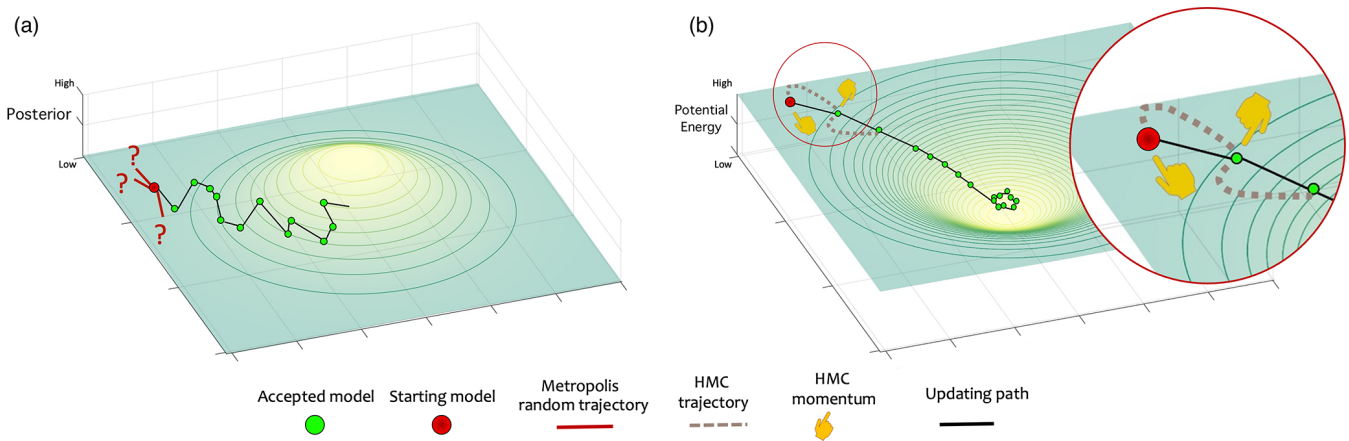 (a)
High
Posterior
Low
?
?
?
(b)
High
Potential
Energy
Low
Accepted model
Starting model
Metropolis
random trajectory
HMC
trajectory
HMC
momentum
Updating path